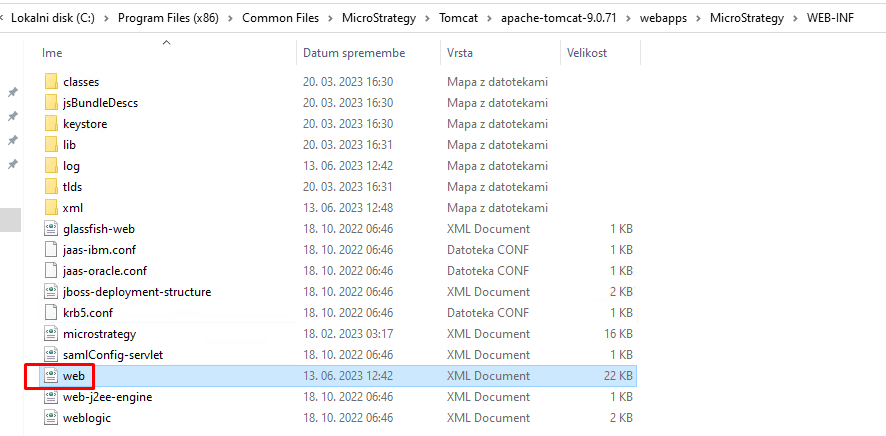 Lokalni disk (C:) > Program Files (x86) > Common Files > MicroStrategy > Tomcat > apache-tomcat-9.0.71 > webapps > MicroStrategy > WEB-INF
Ime Datum spremembe Vrsta Velikost
classes 20. 03. 2023 16:30 Mapa z datotekami
jsBundleDescs 20. 03. 2023 16:30 Mapa z datotekami
keystore 20. 03. 2023 16:30 Mapa z datotekami
lib 20. 03. 2023 16:31 Mapa z datotekami
log 13. 06. 2023 12:42 Mapa z datotekami
tlds 20. 03. 2023 16:31 Mapa z datotekami
xml 13. 06. 2023 12:48 Mapa z datotekami
glassfish-web 18. 10. 2022 06:46 XML Document 1 KB
jaas-ibm.conf 18. 10. 2022 06:46 Datoteka CONF 1 KB
jaas-oracle.conf 18. 10. 2022 06:46 Datoteka CONF 1 KB
jboss-deployment-structure 18. 10. 2022 06:46 XML Document 2 KB
krb5.conf 18. 10. 2022 06:46 Datoteka CONF 1 KB
microstrategy 18. 02. 2023 03:17 XML Document 16 KB
samlConfig-servlet 18. 10. 2022 06:46 XML Document 1 KB
web 13. 06. 2023 12:42 XML Document 22 KB
web-j2ee-engine 18. 10. 2022 06:46 XML Document 1 KB
weblogic 18. 10. 2022 06:46 XML Document 2 KB